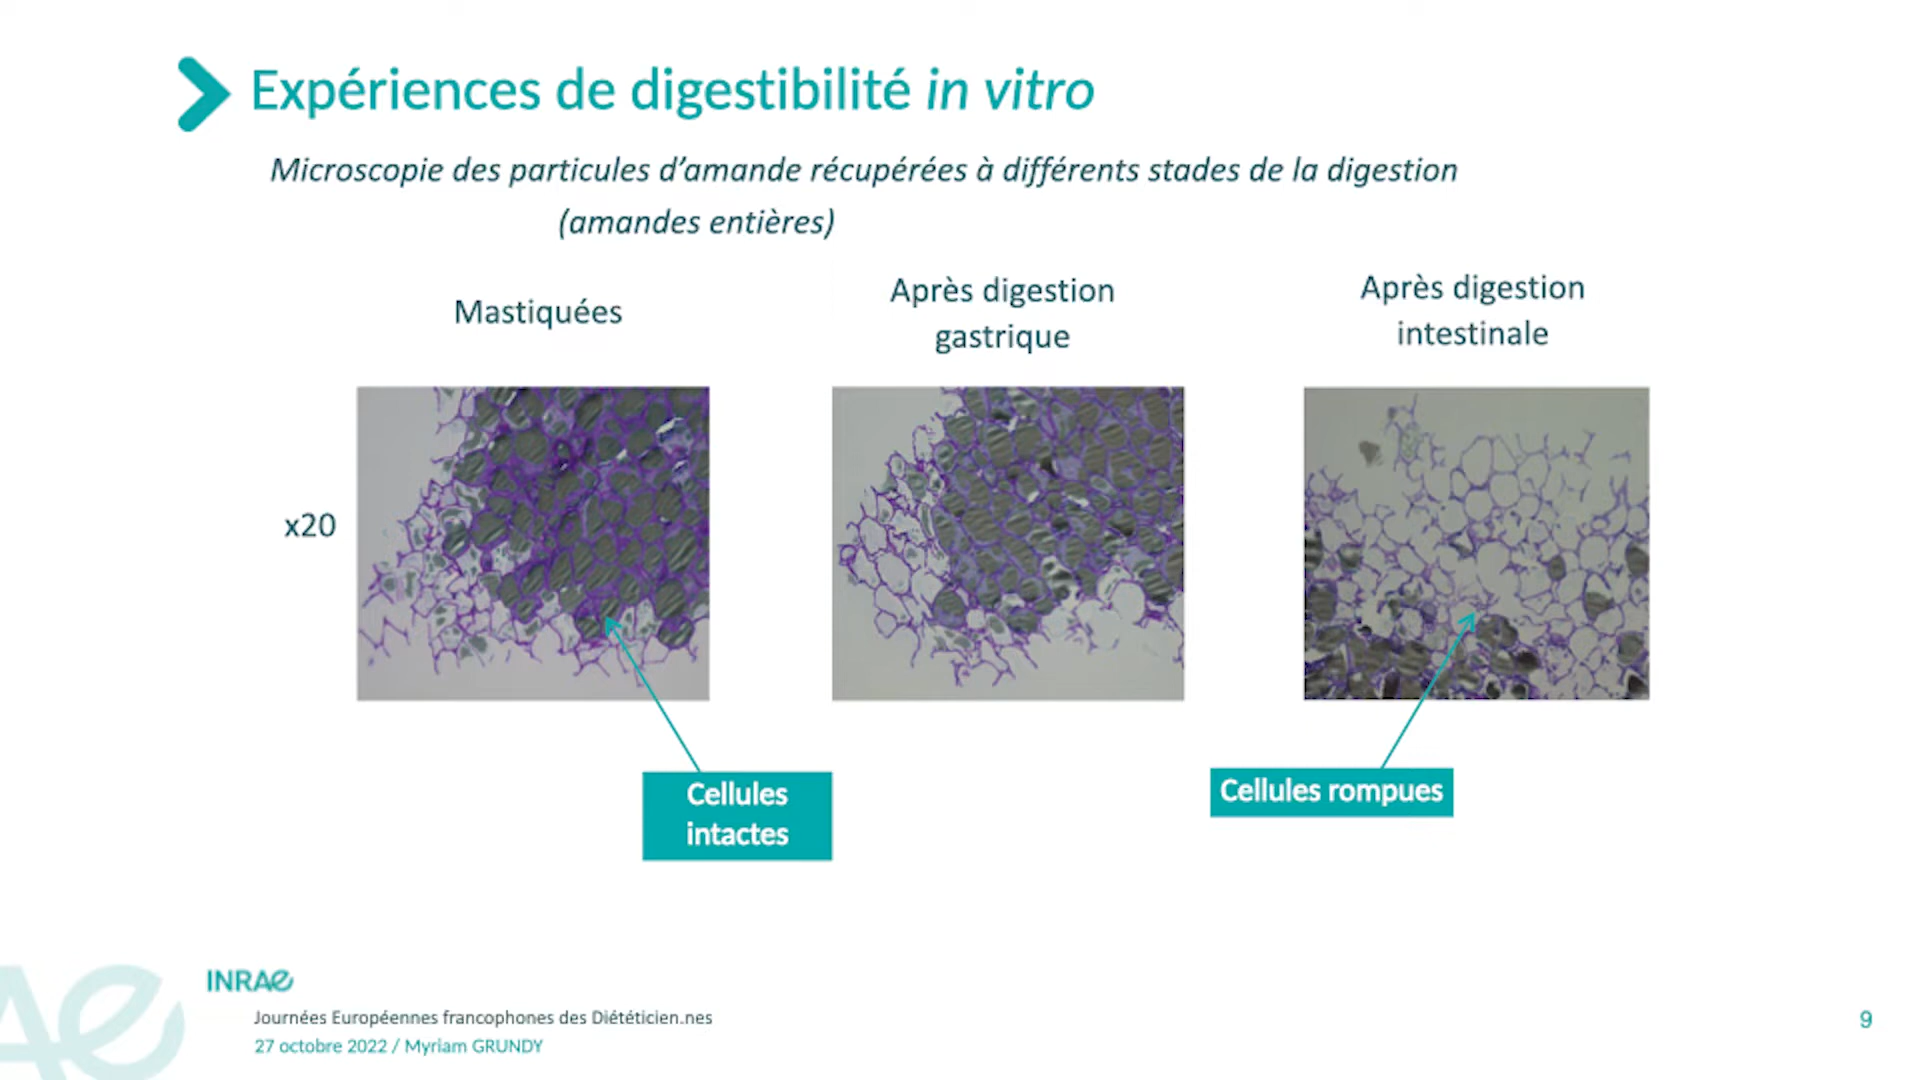 Expériences de digestibilité in vitro
Microscopie des particules d’amande récupérées à différents stades de la digestion
(amandes entières)
Mastiquées
Après digestion
gastrique
Après digestion
intestinale
x20
Cellules
intactes
Cellules rompues
INRAE
Journées Européennes francophones des Diététicien.nes
27 octobre 2022 / Myriam GRUNDY
9